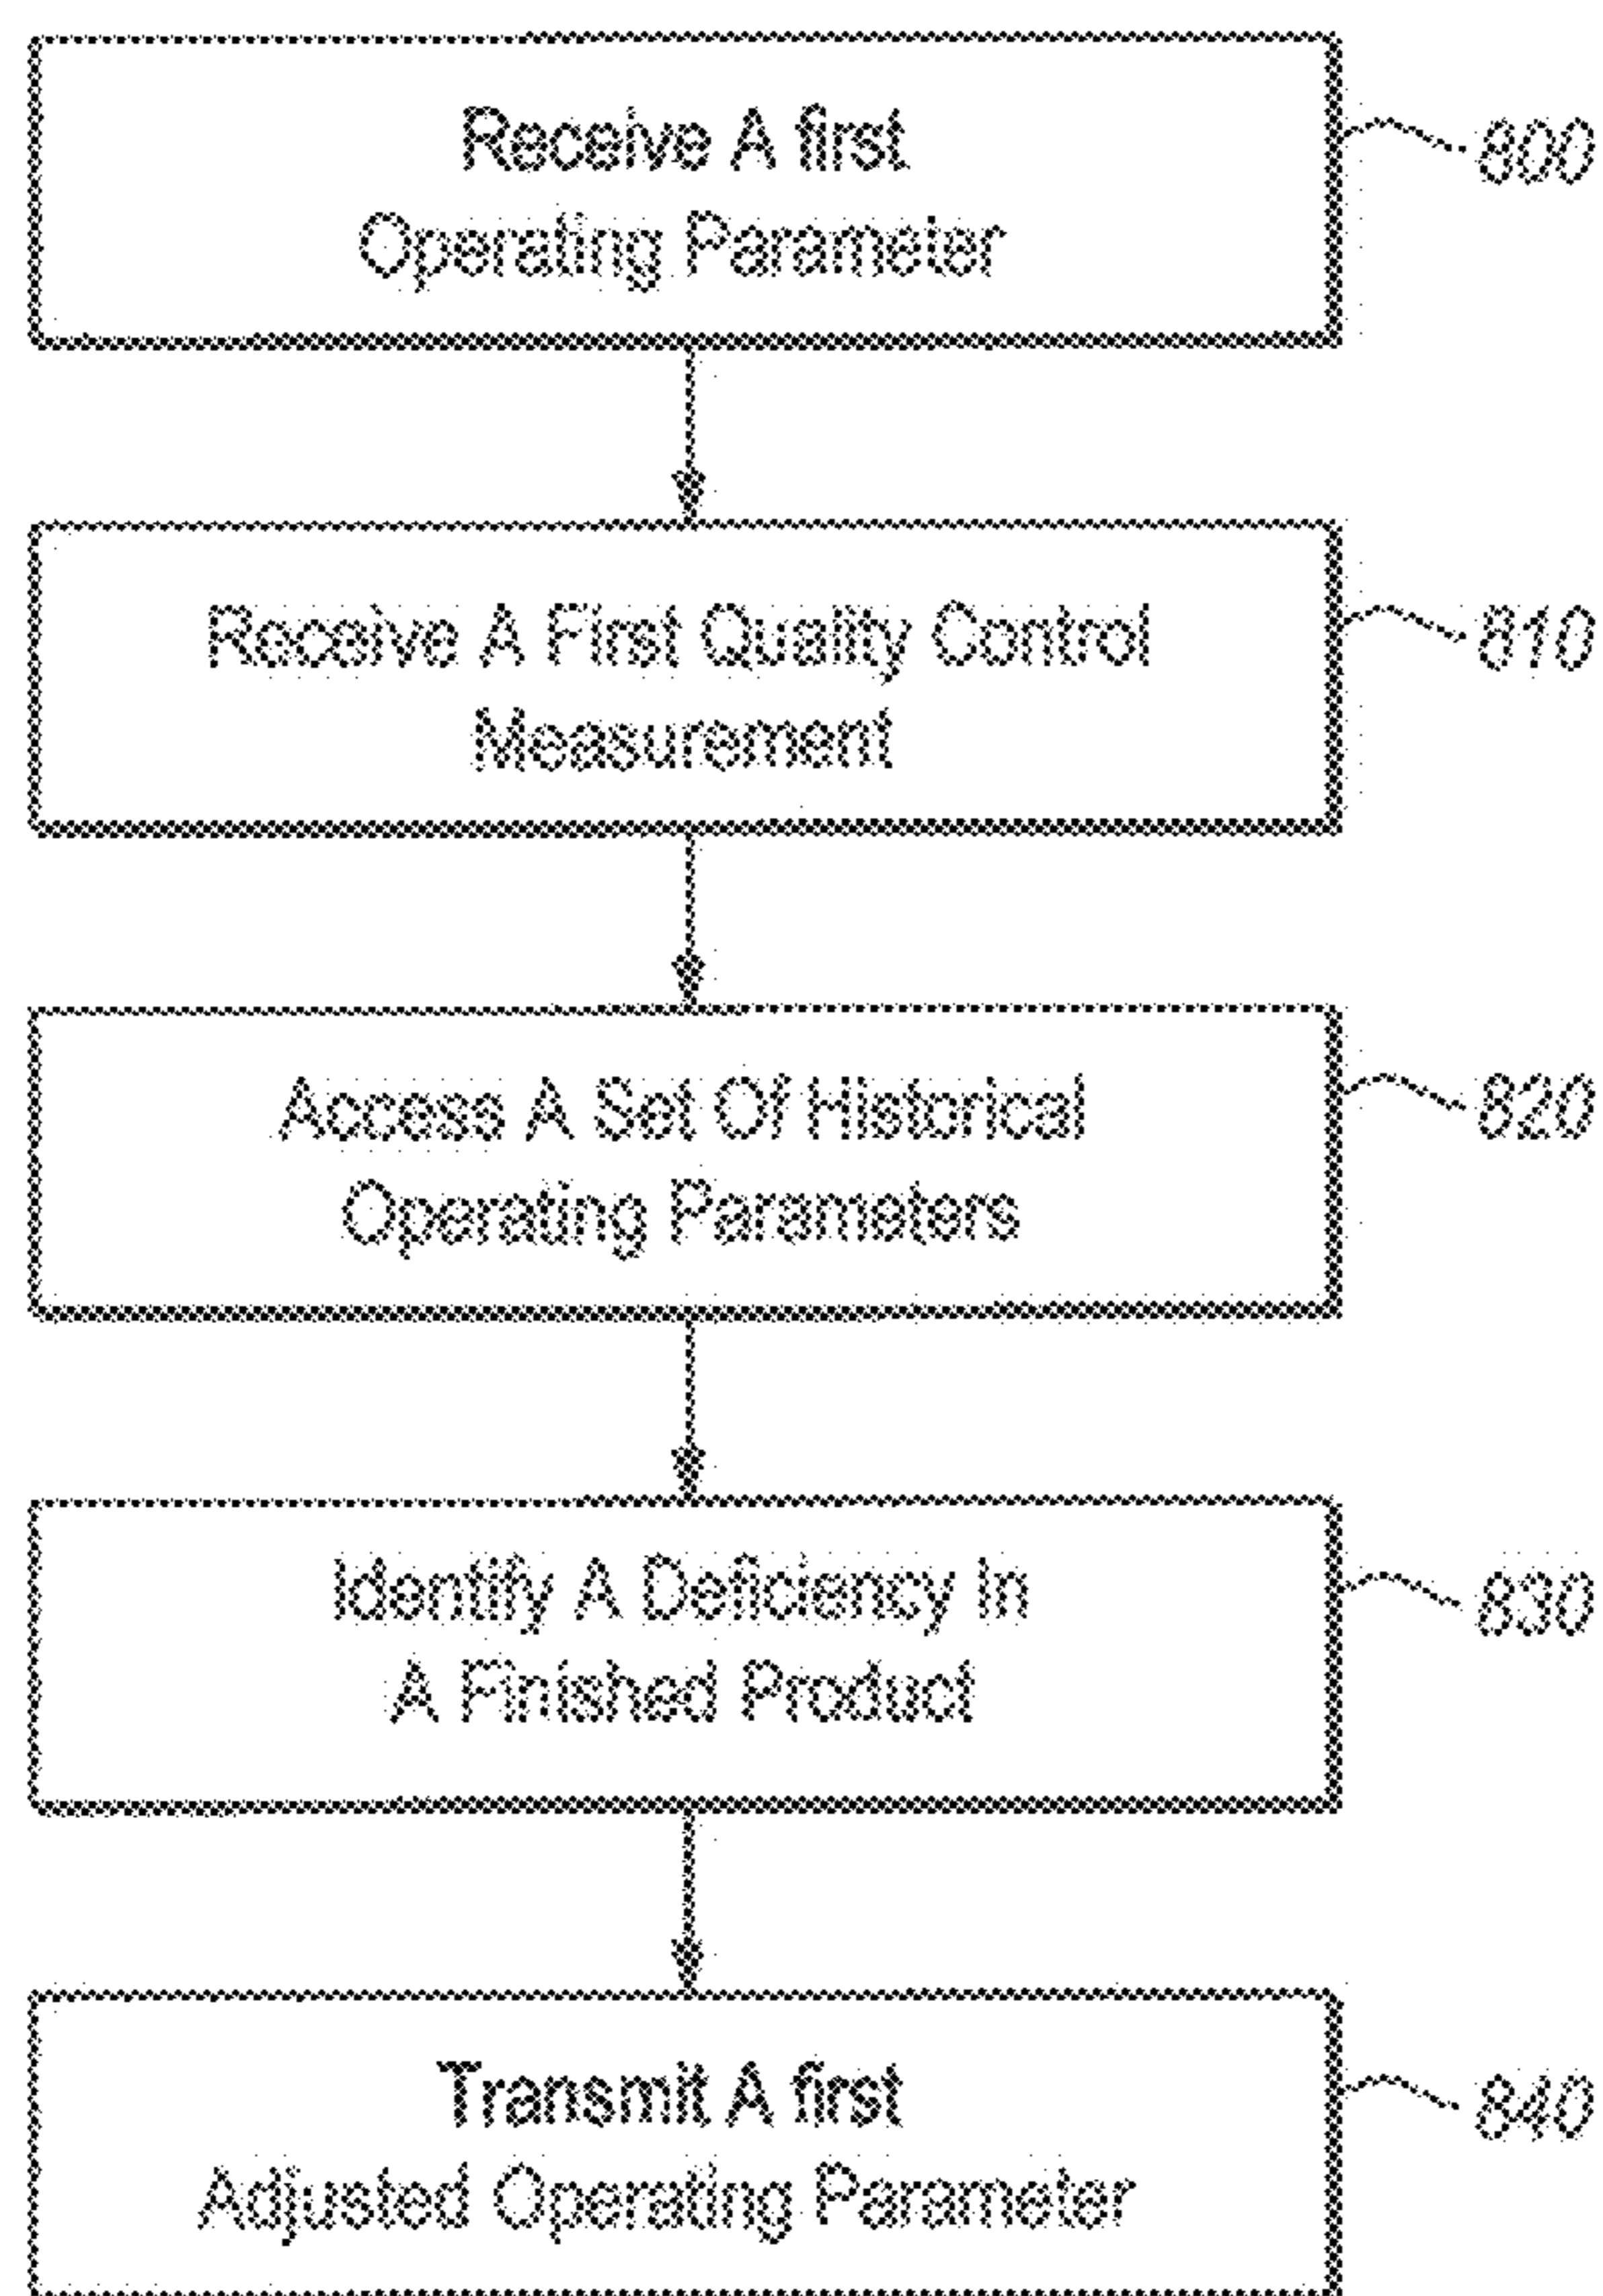 Receive A first
Operating Parameter
800
Receive A First Quality Control
Measurement
810
Access A Set Of Historical
Operating Parameters
820
Identify A Deficiency In
A Finished Product
830
Transmit A first
Adjusted Operating Parameter
840